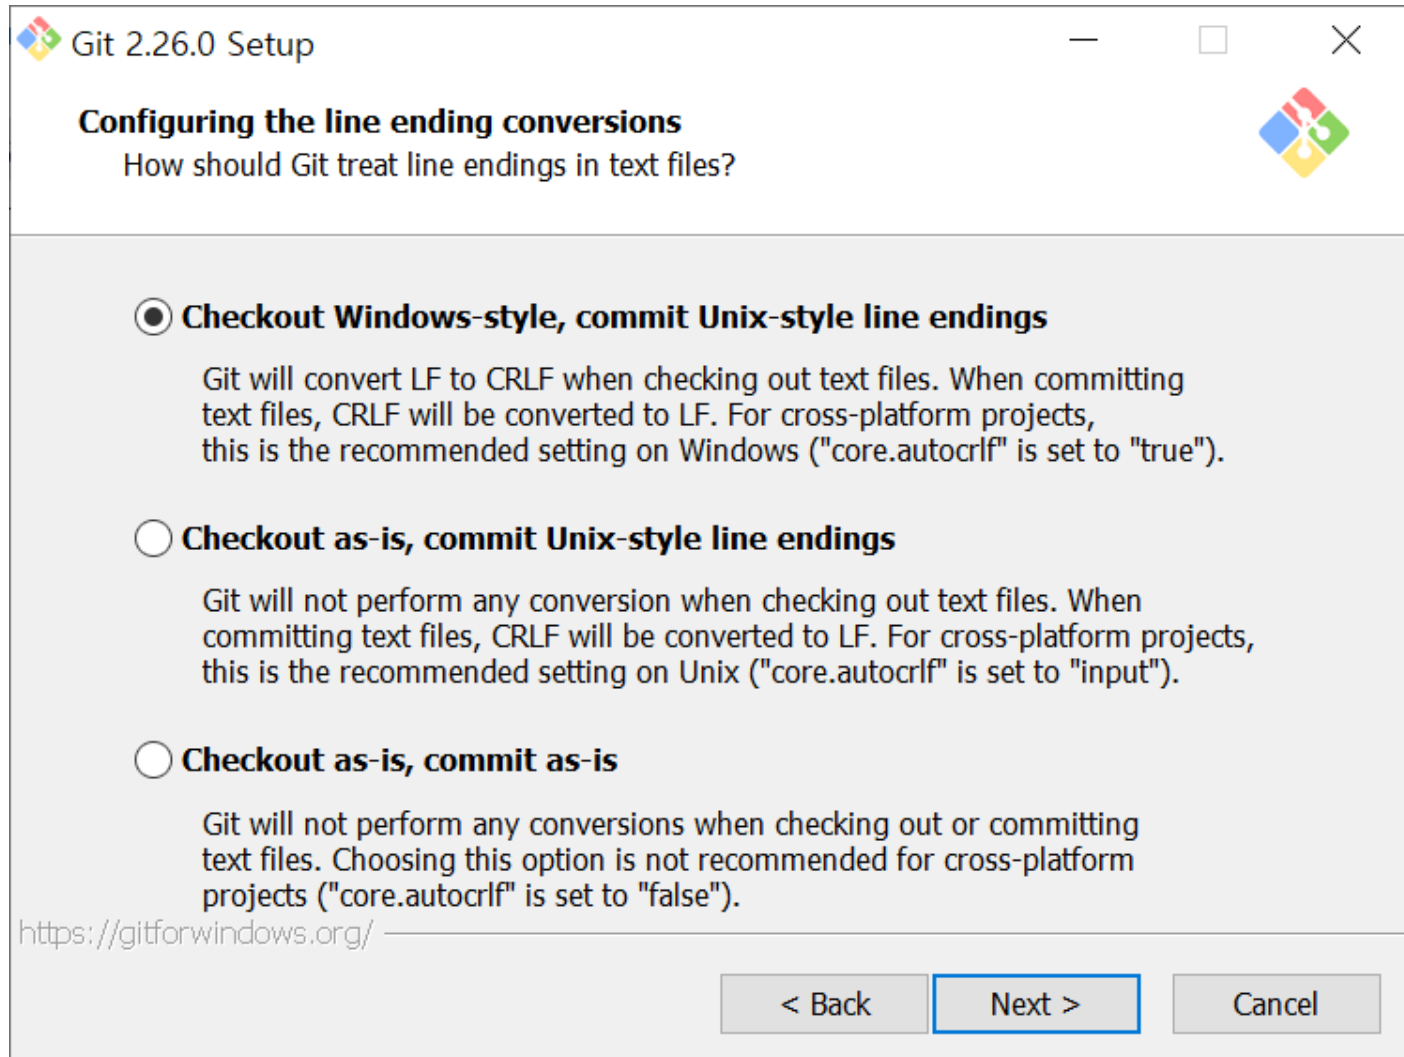 Git 2.26.0 Setup
Configuring the line ending conversions
How should Git treat line endings in text files?
Checkout Windows-style, commit Unix-style line endings
Git will convert LF to CRLF when checking out text files. When committing
text files, CRLF will be converted to LF. For cross-platform projects,
this is the recommended setting on Windows ("core.autocrlf" is set to "true").
Checkout as-is, commit Unix-style line endings
Git will not perform any conversion when checking out text files. When
committing text files, CRLF will be converted to LF. For cross-platform projects,
this is the recommended setting on Unix ("core.autocrlf" is set to "input").
Checkout as-is, commit as-is
Git will not perform any conversions when checking out or committing
text files. Choosing this option is not recommended for cross-platform
projects ("core.autocrlf" is set to "false").
https://gitforwindows.org/
< Back
Next >
Cancel